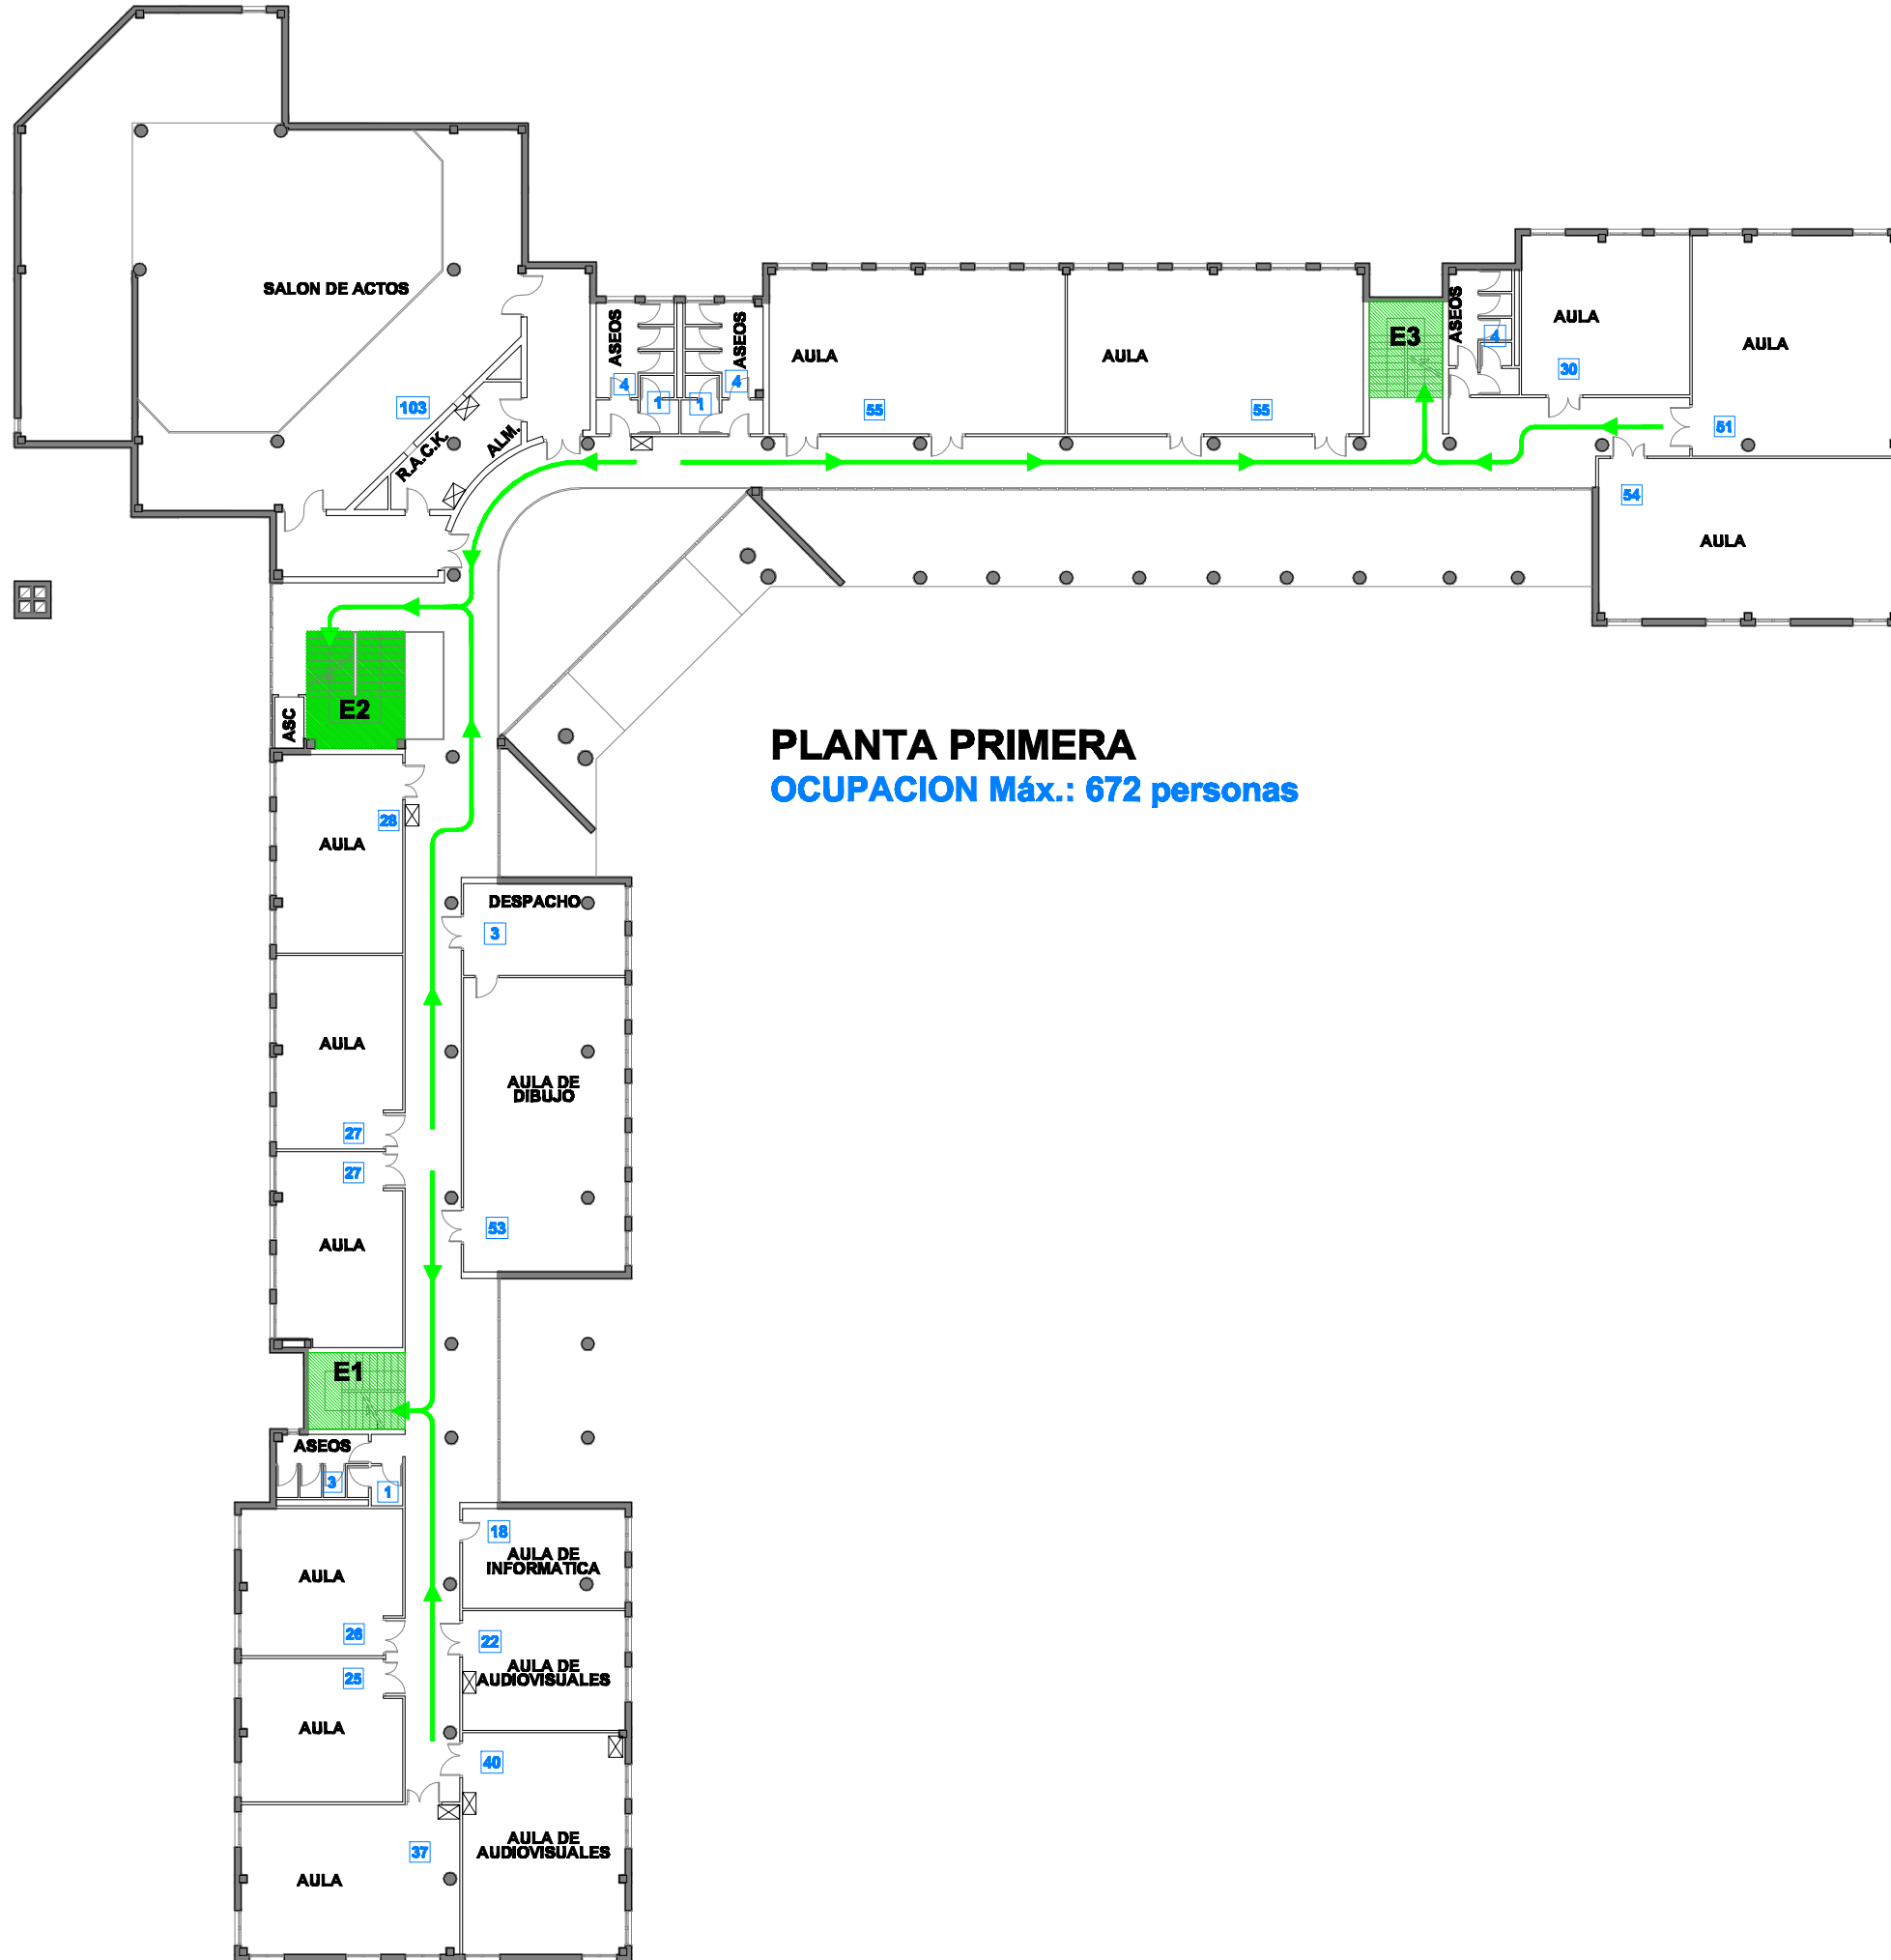 SALON DE ACTOS
103
R.A.C.K.
ALM.
ASEOS
4
1
ASEOS
4
1
AULA
55
AULA
55
E3
ASEOS
4
AULA
30
AULA
51
54
AULA
E2
ASC
PLANTA PRIMERA
OCUPACION Máx.: 672 personas
28
AULA
DESPACHO
3
AULA
27
AULA DE
DIBUJO
53
27
AULA
E1
ASEOS
3
1
18
AULA DE
INFORMATICA
AULA
26
22
AULA DE
AUDIOVISUALES
25
AULA
40
AULA DE
AUDIOVISUALES
37
AULA